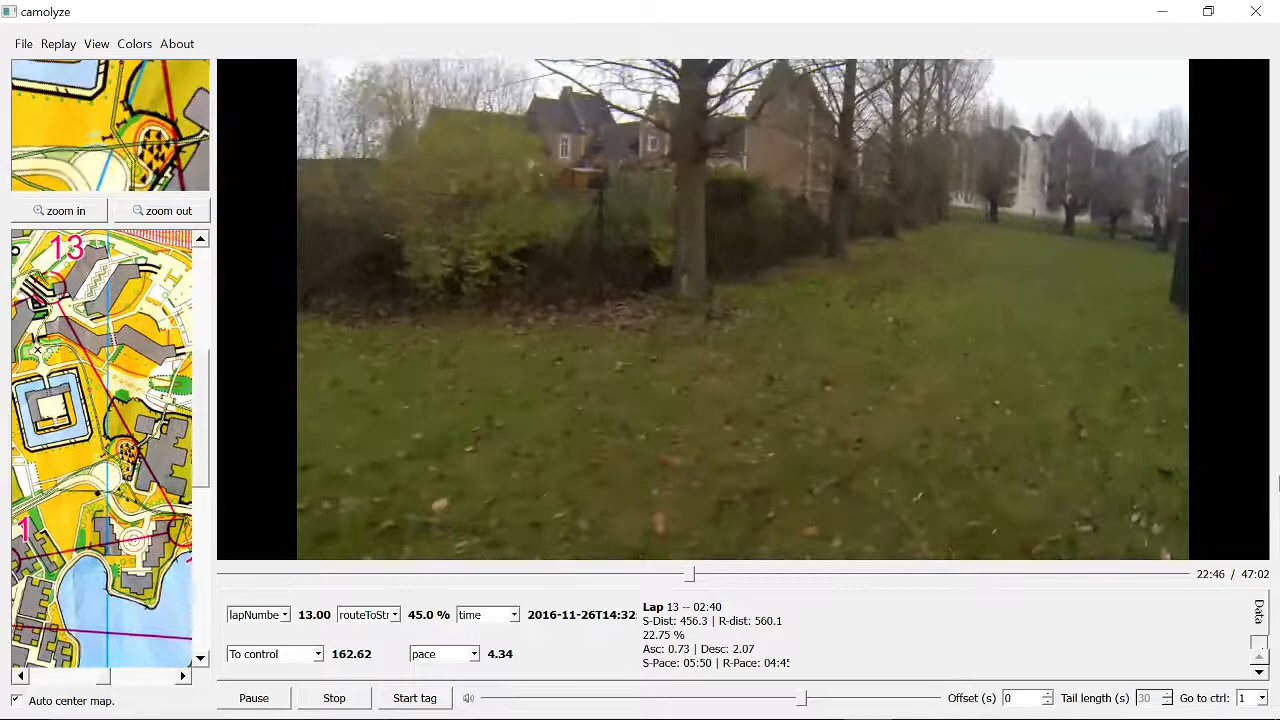 camolyze
File Replay View Colors About
zoom in
zoom out
13
1
22:46 / 47:02
lapNumbe 13.00 routeToStr 45.0 % time 2016-11-26T14:32:
To control 162.62 pace 4.34
Lap 13 -- 02:40
S-Dist: 456.3 | R-dist: 560.1
22.75 %
Asc: 0.73 | Desc: 2.07
S-Pace: 05:50 | R-Pace: 04:45
Data
Auto center map.
Pause Stop Start tag Offset (s) 0 Tail length (s) 30 Go to ctrl: 1